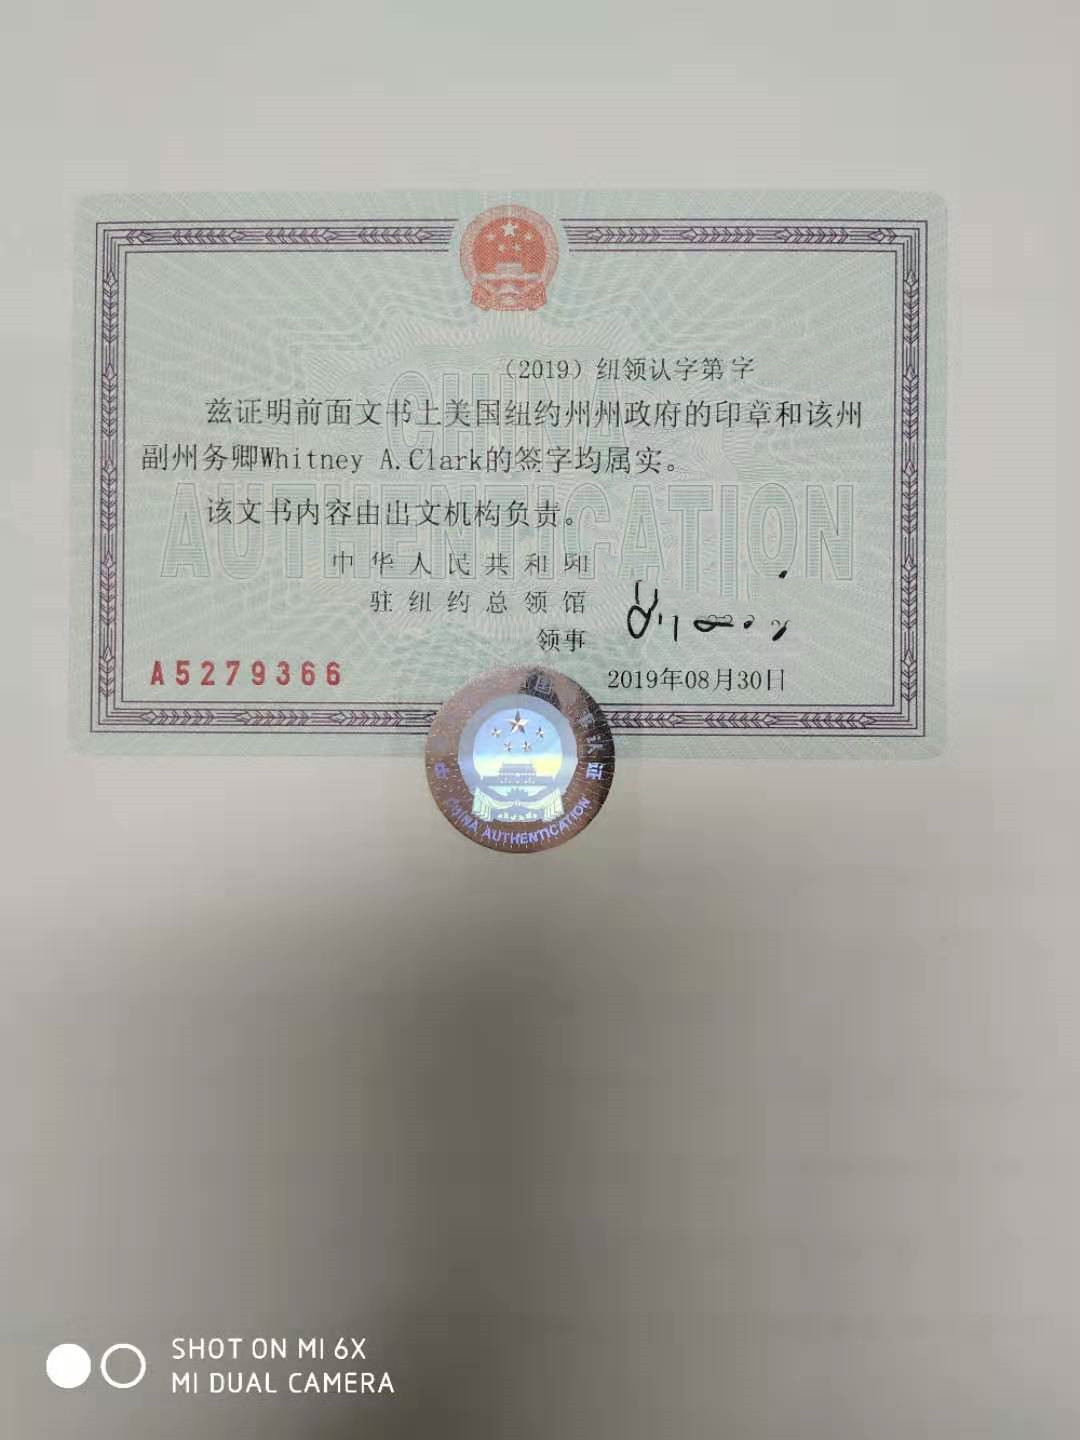 （2019）纽领认字第 字
兹证明前面文书上美国纽约州州政府的印章和该州
副州务卿Whitney A.Clark的签字均属实。
该文书内容由出文机构负责。
中华人民共和国
驻纽约总领馆
领事
A5279366
2019年08月30日
CHINA
AUTHENTICATION
CHINA AUTHENTICATION
SHOT ON MI 6X
MI DUAL CAMERA